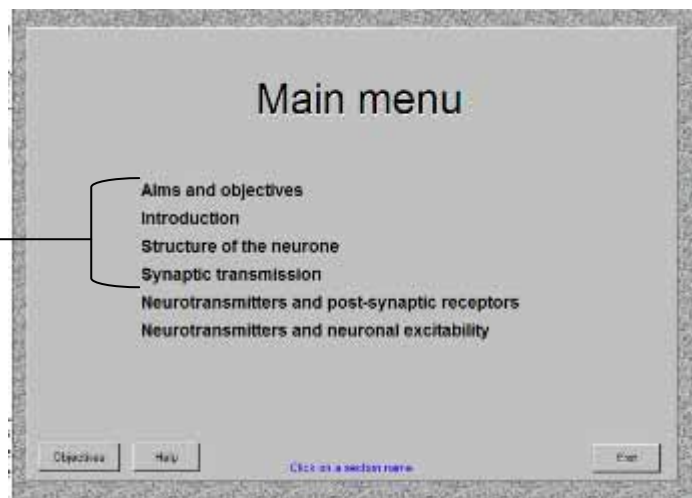 Main menu
Aims and objectives
Introduction
Structure of the neurone
Synaptic transmission
Neurotransmitters and post-synaptic receptors
Neurotransmitters and neuronal excitability
Objectives
Help
Click on a section name
Exit